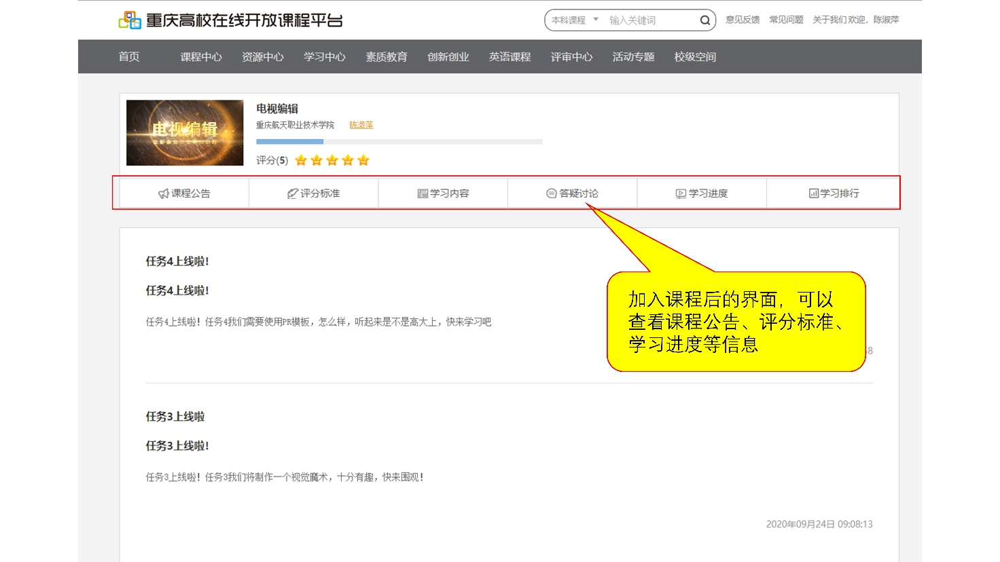 重庆高校在线开放课程平台
本科课程 输入关键词 意见反馈 常见问题 关于我们 欢迎，陈淑萍
首页 课程中心 资源中心 学习中心 素质教育 创新创业 英语课程 评审中心 活动专题 校级空间
电视编辑
电视编辑
重庆航天职业技术学院 陈淑萍
评分(5)
课程公告 评分标准 学习内容 答疑讨论 学习进度 学习排行
任务4上线啦!
任务4上线啦!
任务4上线啦！任务4我们需要使用PR模板，怎么样，听起来是不是高大上，快来学习吧
加入课程后的界面，可以
查看课程公告、评分标准、
学习进度等信息
8
任务3上线啦
任务3上线啦!
任务3上线啦！任务3我们将制作一个视觉魔术，十分有趣，快来围观！
2020年09月24日 09:08:13